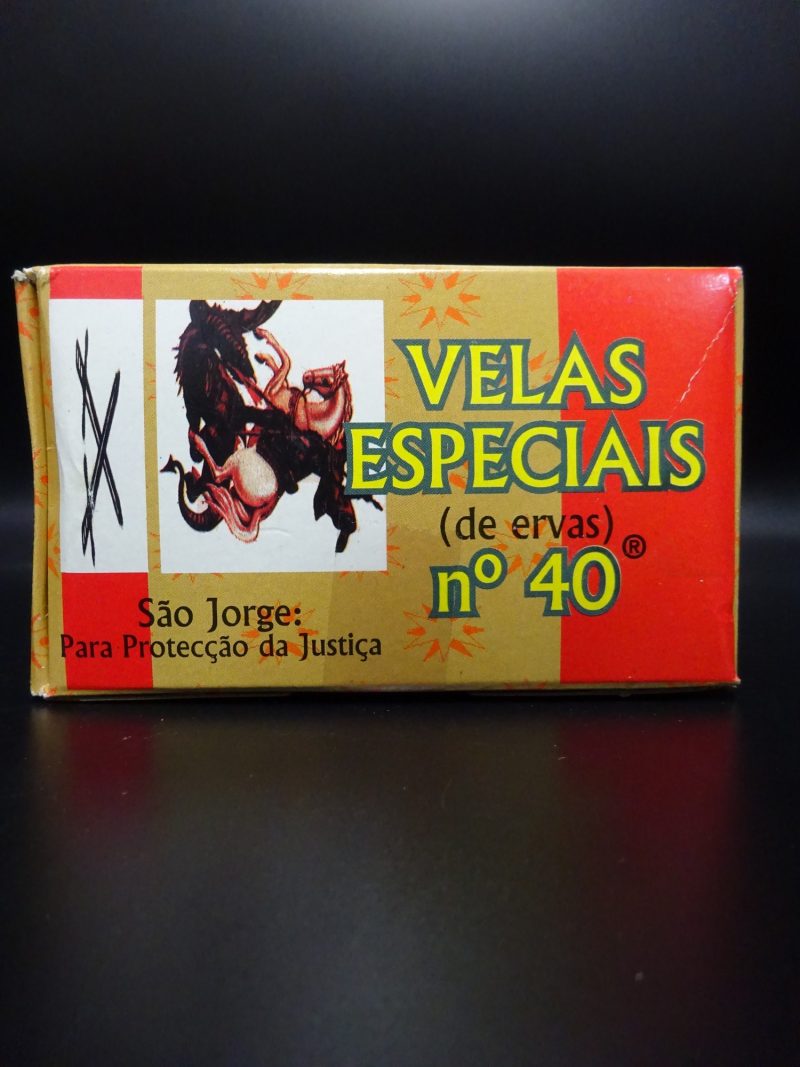 VELAS
ESPECIAIS
(de ervas)
nº 40®
São Jorge:
Para Protecção da Justiça